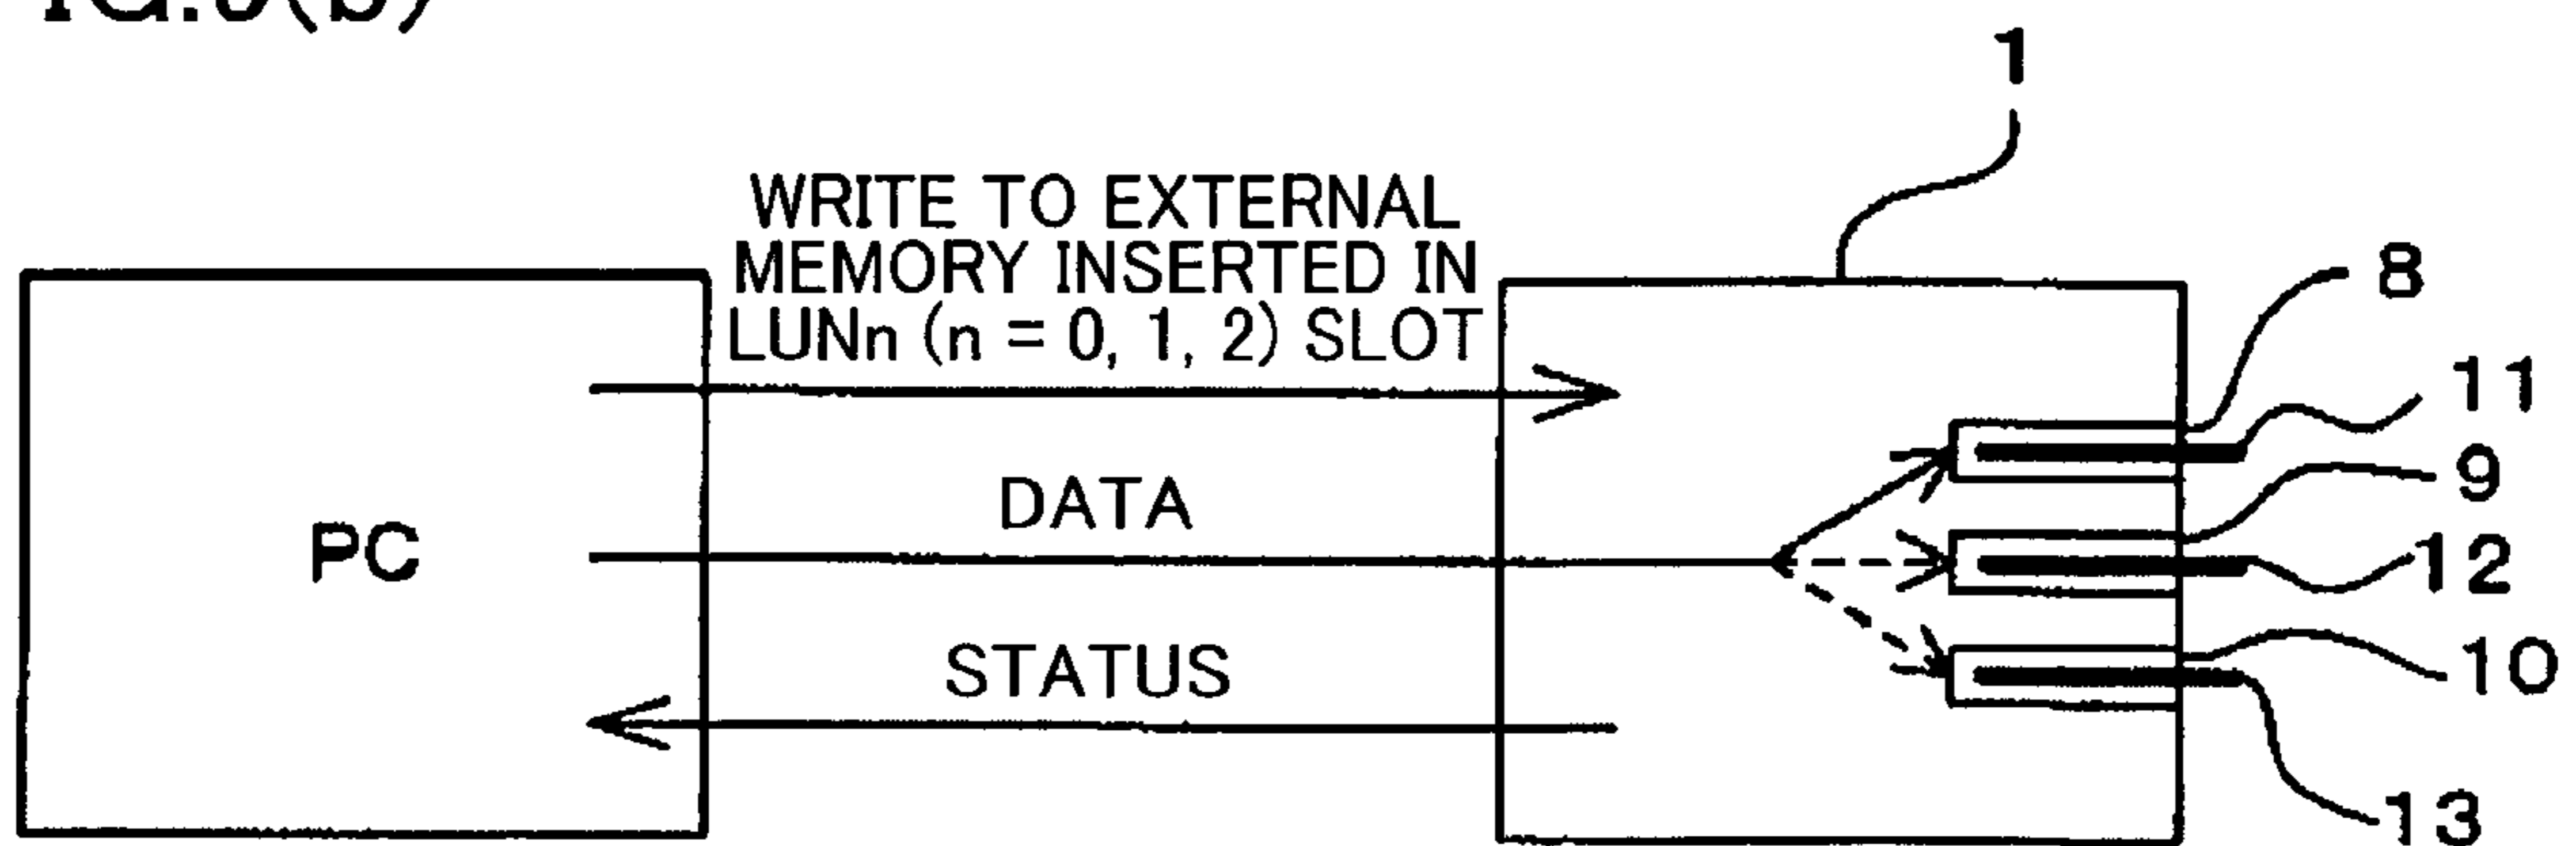 1
WRITE TO EXTERNAL
MEMORY INSERTED IN
LUNn (n = 0, 1, 2) SLOT
8
11
DATA
9
PC
12
STATUS
10
13